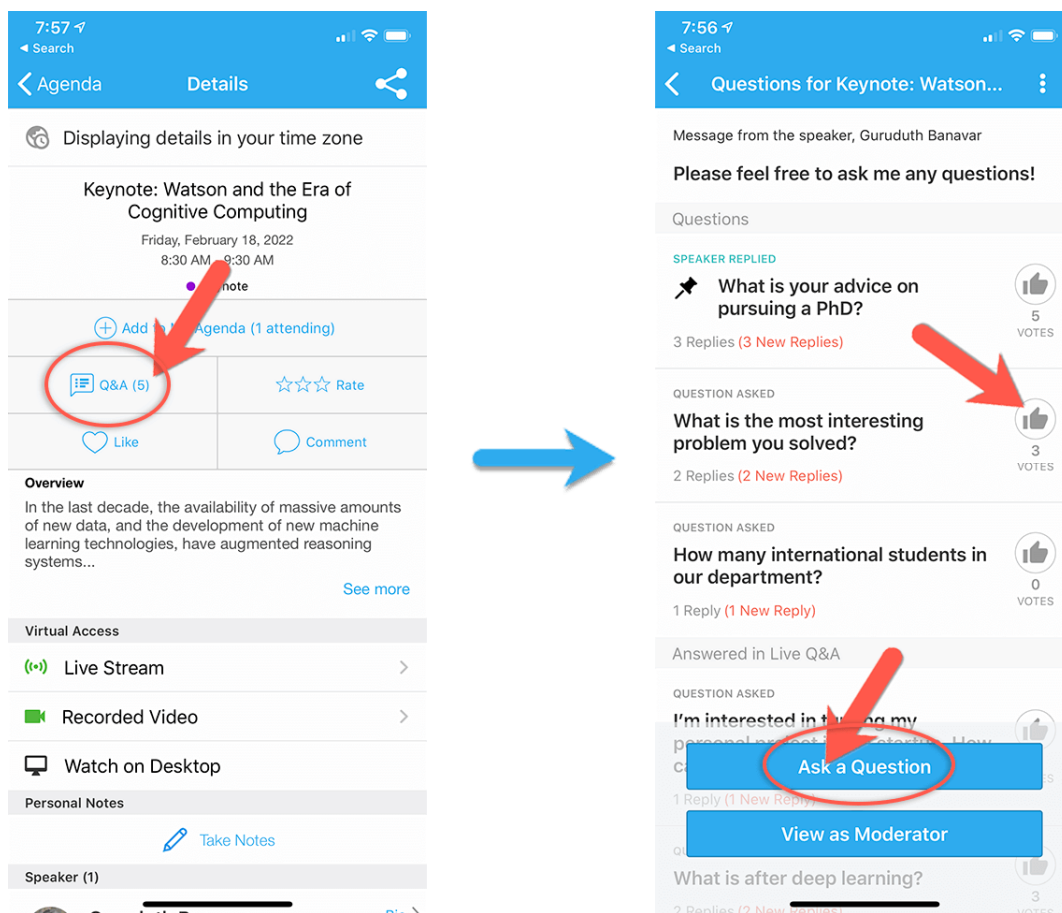 7:57
Search
Agenda
Details
Displaying details in your time zone
Keynote: Watson and the Era of
Cognitive Computing
Friday, February 18, 2022
8:30 AM 9:30 AM
Add Agenda (1 attending)
Q&A (5)
Rate
Like
Comment
Overview
In the last decade, the availability of massive amounts
of new data, and the development of new machine
learning technologies, have augmented reasoning
systems...
See more
Virtual Access
Live Stream
Recorded Video
Watch on Desktop
Personal Notes
Take Notes
Speaker (1)
7:56
Search
Questions for Keynote: Watson...
Message from the speaker, Guruduth Banavar
Please feel free to ask me any questions!
Questions
SPEAKER REPLIED
What is your advice on
pursuing a PhD?
5
VOTES
3 Replies (3 New Replies)
QUESTION ASKED
What is the most interesting
problem you solved?
3
VOTES
2 Replies (2 New Replies)
QUESTION ASKED
How many international students in
our department?
0
VOTES
1 Reply (1 New Reply)
Answered in Live Q&A
QUESTION ASKED
I'm interested in my
personal project How
Ask a Question
1 Reply (1 New Reply)
View as Moderator
What is after deep learning?
3
VOTES
2 Replies (2 New Replies)